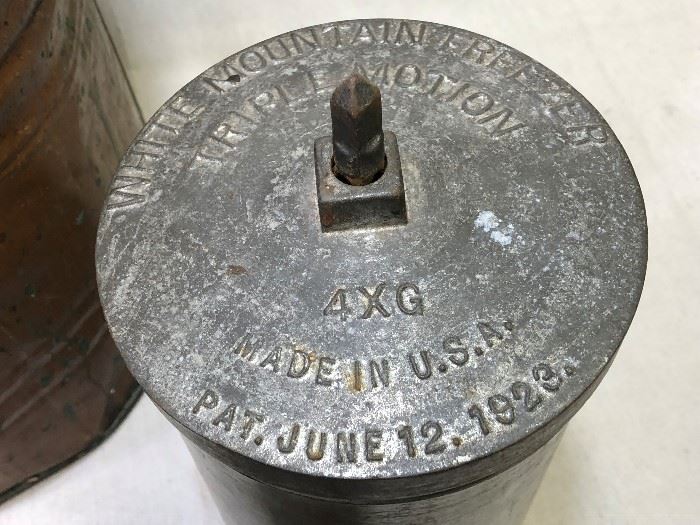 WHITE MOUNTAIN FREEZER
TRIPLE MOTION
4XG
MADE IN U.S.A.
PAT. JUNE 12. 1923.